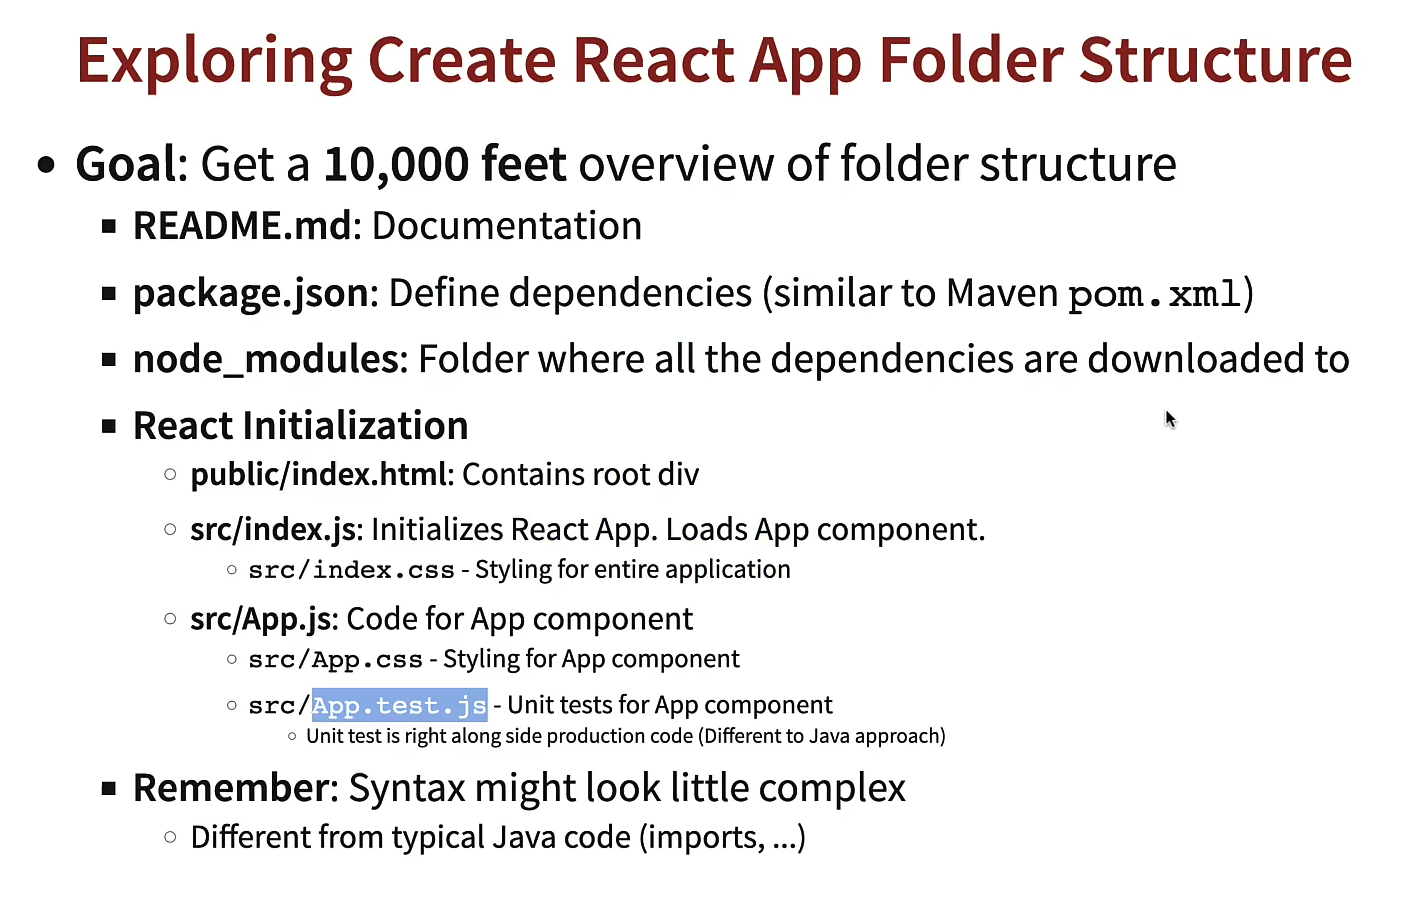 Exploring Create React App Folder Structure
• Goal: Get a 10,000 feet overview of folder structure
▪ README.md: Documentation
▪ package.json: Define dependencies (similar to Maven pom.xml)
▪ node_modules: Folder where all the dependencies are downloaded to
▪ React Initialization
○ public/index.html: Contains root div
○ src/index.js: Initializes React App. Loads App component.
○ src/index.css - Styling for entire application
○ src/App.js: Code for App component
○ src/App.css - Styling for App component
○ src/App.test.js - Unit tests for App component
○ Unit test is right along side production code (Different to Java approach)
▪ Remember: Syntax might look little complex
○ Different from typical Java code (imports, ...)